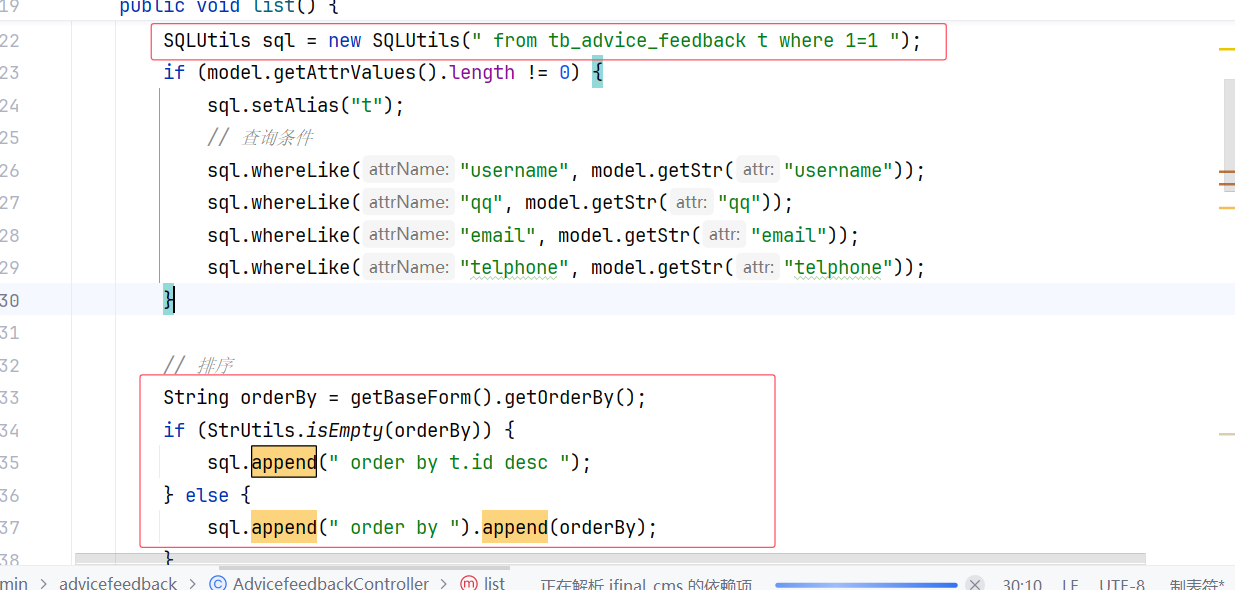 19 public void list() {
22 SQLUtils sql = new SQLUtils(" from tb_advice_feedback t where 1=1 ");
23 if (model.getAttrValues().length != 0) {
24 sql.setAlias("t");
25 // 查询条件
26 sql.whereLike( attrName: "username", model.getStr( attr: "username"));
27 sql.whereLike( attrName: "qq", model.getStr( attr: "qq"));
28 sql.whereLike( attrName: "email", model.getStr( attr: "email"));
29 sql.whereLike( attrName: "telphone", model.getStr( attr: "telphone"));
30 }
31
32 // 排序
33 String orderBy = getBaseForm().getOrderBy();
34 if (StrUtils.isEmpty(orderBy)) {
35 sql.append(" order by t.id desc ");
36 } else {
37 sql.append(" order by ").append(orderBy);
38 }
min > advicefeedback > © AdvicefeedbackController > m list 正在解析 jfinal_cms 的依赖项 30:10 LF UTF-8 制表符*